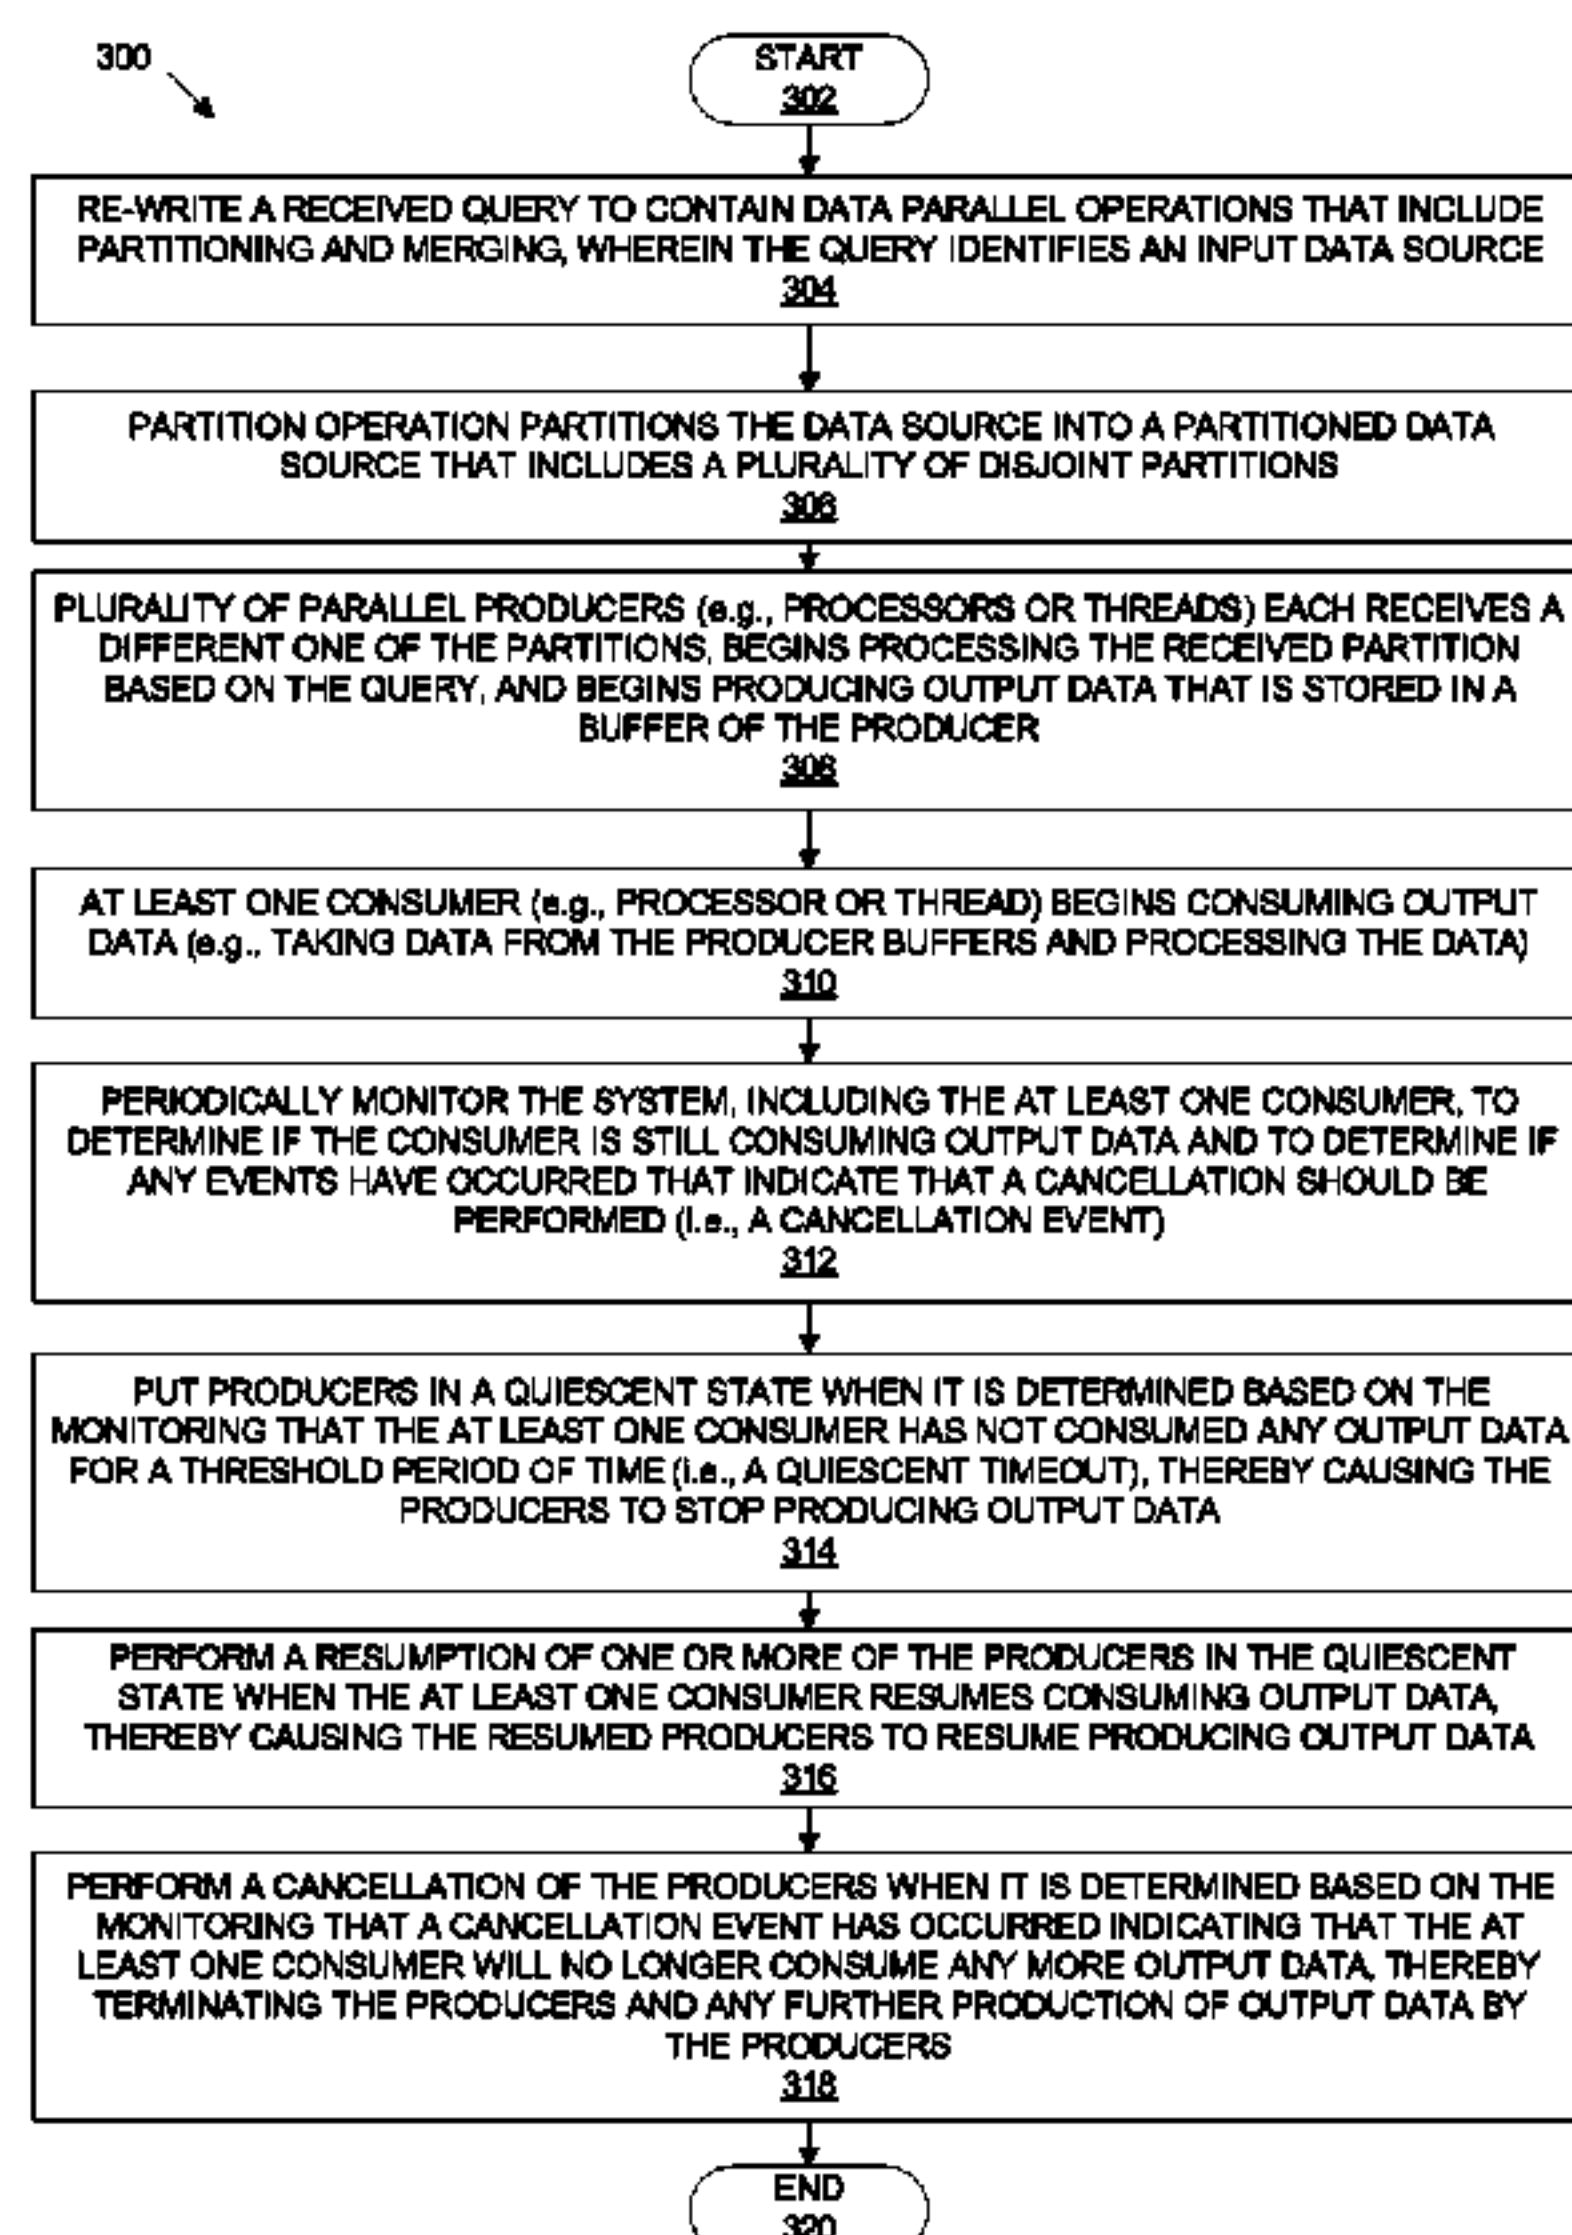 300
START
302
RE-WRITE A RECEIVED QUERY TO CONTAIN DATA PARALLEL OPERATIONS THAT INCLUDE
PARTITIONING AND MERGING, WHEREIN THE QUERY IDENTIFIES AN INPUT DATA SOURCE
304
PARTITION OPERATION PARTITIONS THE DATA SOURCE INTO A PARTITIONED DATA
SOURCE THAT INCLUDES A PLURALITY OF DISJOINT PARTITIONS
306
PLURALITY OF PARALLEL PRODUCERS (e.g., PROCESSORS OR THREADS) EACH RECEIVES A
DIFFERENT ONE OF THE PARTITIONS, BEGINS PROCESSING THE RECEIVED PARTITION
BASED ON THE QUERY, AND BEGINS PRODUCING OUTPUT DATA THAT IS STORED IN A
BUFFER OF THE PRODUCER
308
AT LEAST ONE CONSUMER (e.g., PROCESSOR OR THREAD) BEGINS CONSUMING OUTPUT
DATA (e.g., TAKING DATA FROM THE PRODUCER BUFFERS AND PROCESSING THE DATA)
310
PERIODICALLY MONITOR THE SYSTEM, INCLUDING THE AT LEAST ONE CONSUMER, TO
DETERMINE IF THE CONSUMER IS STILL CONSUMING OUTPUT DATA AND TO DETERMINE IF
ANY EVENTS HAVE OCCURRED THAT INDICATE THAT A CANCELLATION SHOULD BE
PERFORMED (i.e., A CANCELLATION EVENT)
312
PUT PRODUCERS IN A QUIESCENT STATE WHEN IT IS DETERMINED BASED ON THE
MONITORING THAT THE AT LEAST ONE CONSUMER HAS NOT CONSUMED ANY OUTPUT DATA
FOR A THRESHOLD PERIOD OF TIME (i.e., A QUIESCENT TIMEOUT), THEREBY CAUSING THE
PRODUCERS TO STOP PRODUCING OUTPUT DATA
314
PERFORM A RESUMPTION OF ONE OR MORE OF THE PRODUCERS IN THE QUIESCENT
STATE WHEN THE AT LEAST ONE CONSUMER RESUMES CONSUMING OUTPUT DATA,
THEREBY CAUSING THE RESUMED PRODUCERS TO RESUME PRODUCING OUTPUT DATA
316
PERFORM A CANCELLATION OF THE PRODUCERS WHEN IT IS DETERMINED BASED ON THE
MONITORING THAT A CANCELLATION EVENT HAS OCCURRED INDICATING THAT THE AT
LEAST ONE CONSUMER WILL NO LONGER CONSUME ANY MORE OUTPUT DATA, THEREBY
TERMINATING THE PRODUCERS AND ANY FURTHER PRODUCTION OF OUTPUT DATA BY
THE PRODUCERS
318
END
320